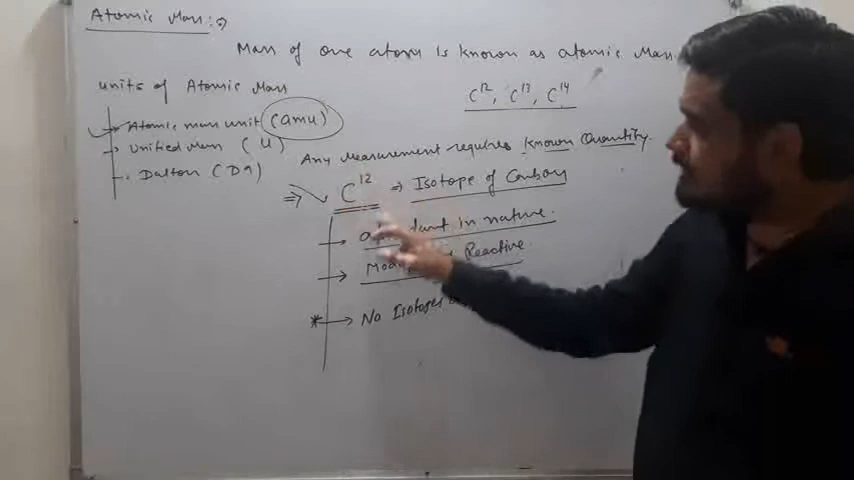 Atomic Mass:→
Mass of one atom is known as atomic Mass
units of Atomic Mass
C¹², C¹³, C¹⁴
→ Atomic mass unit (amu)
→ Unified Mass (u)
Any Measurement requires known Quantity.
→ Dalton (Da)
⇒ C¹² ⇒ Isotope of Carbon
→ in nature.
→ Reactive.
* → No Isotopes